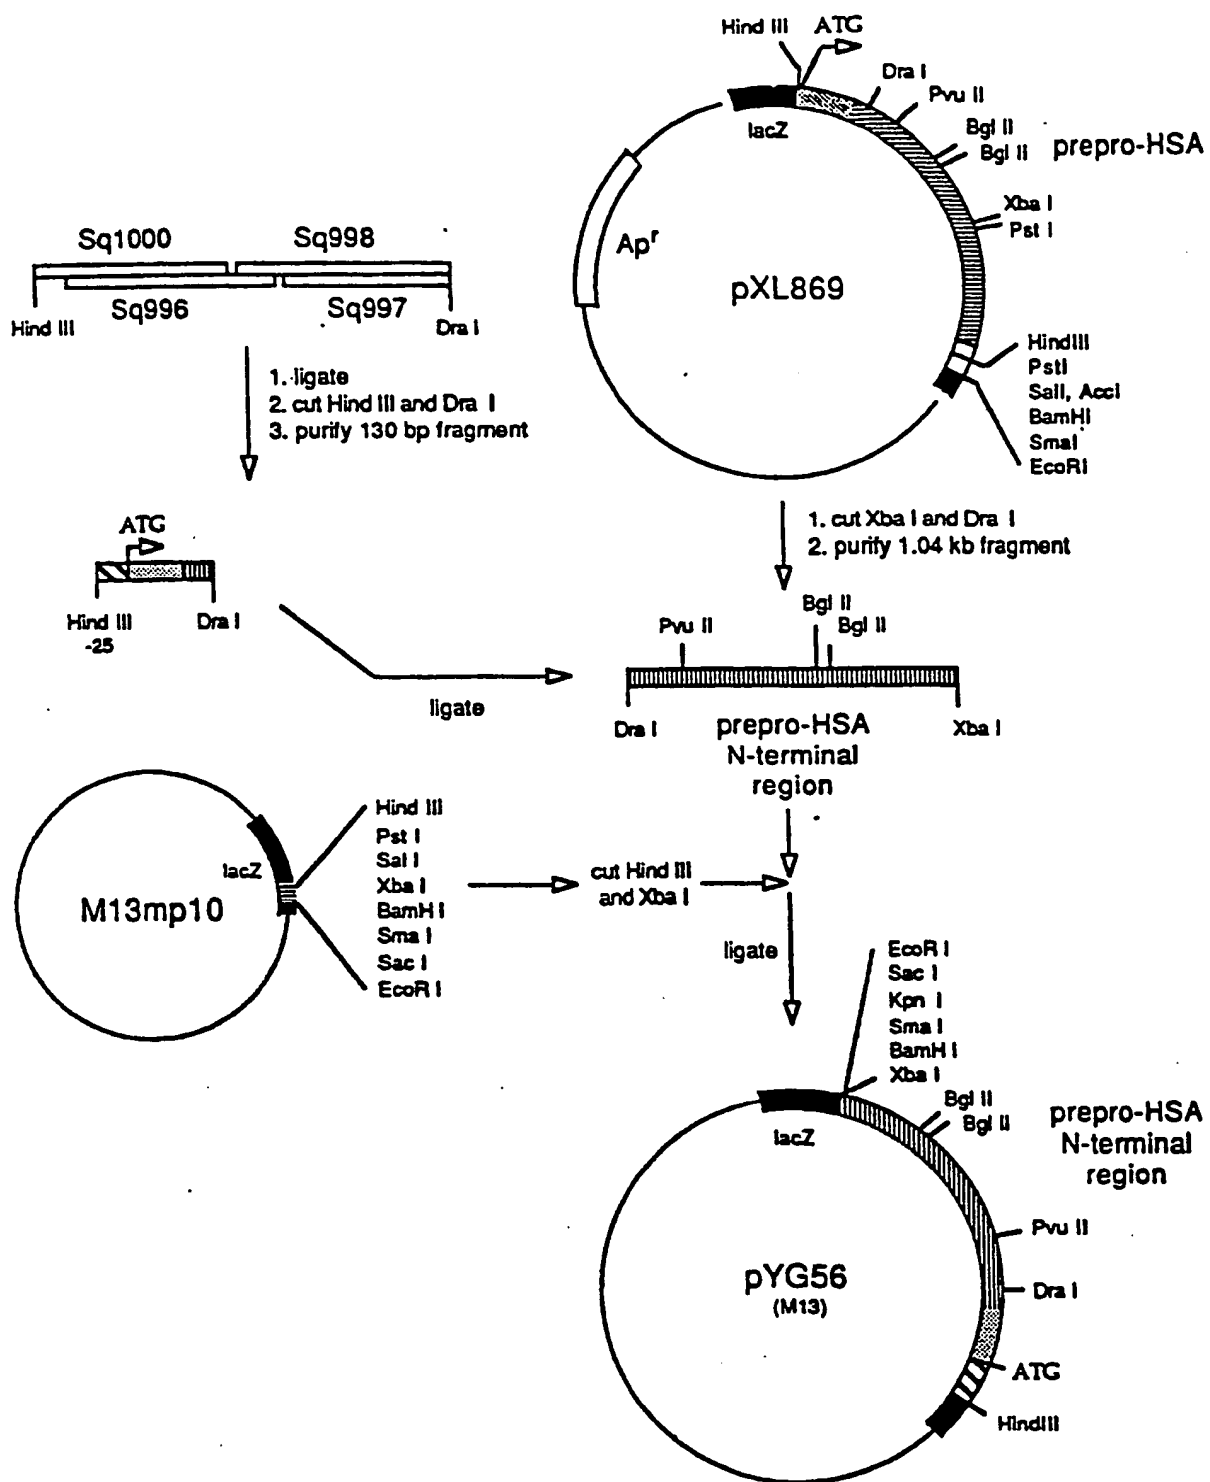 Hind III
ATG
Dra I
Pvu II
Bgl II
Bgl II
prepro-HSA
Xba I
Pst I
lacZ
Apr
pXL869
HindIII
PstI
SalI, AccI
BamHI
SmaI
EcoRI
Sq1000
Sq998
Sq996
Sq997
Hind III
Dra I
1. ligate
2. cut Hind III and Dra I
3. purify 130 bp fragment
1. cut Xba I and Dra I
2. purify 1.04 kb fragment
ATG
Hind III
-25
Dra I
ligate
Pvu II
Bgl II
Bgl II
Dra I
Xba I
prepro-HSA
N-terminal
region
M13mp10
lacZ
Hind III
Pst I
Sal I
Xba I
BamH I
Sma I
Sac I
EcoR I
cut Hind III
and Xba I
ligate
EcoR I
Sac I
Kpn I
Sma I
BamH I
Xba I
Bgl II
Bgl II
prepro-HSA
N-terminal
region
lacZ
Pvu II
Dra I
pYG56
(M13)
ATG
HindIII